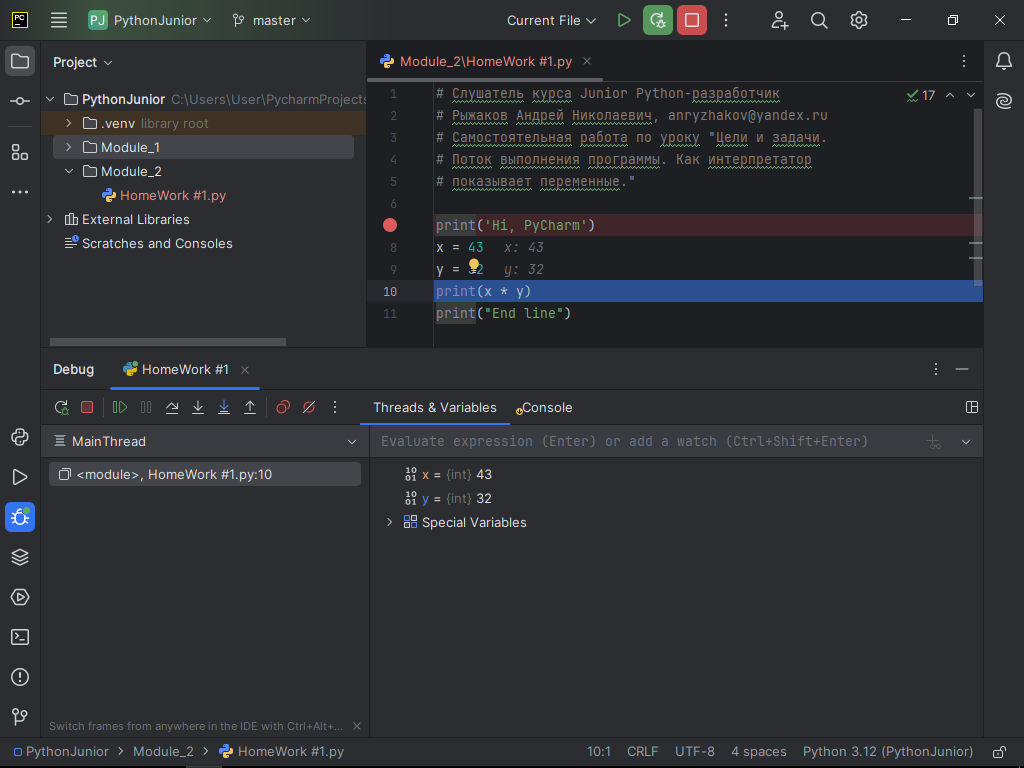 PC
PJ PythonJunior master Current File
Project
PythonJunior C:\Users\User\PycharmProjects
.venv library root
Module_1
Module_2
HomeWork #1.py
External Libraries
Scratches and Consoles
Module_2\HomeWork #1.py
17
1 # Слушатель курса Junior Python-разработчик
2 # Рыжаков Андрей Николаевич, anryzhakov@yandex.ru
3 # Самостоятельная работа по уроку "Цели и задачи.
4 # Поток выполнения программы. Как интерпретатор
5 # показывает переменные."
6
print('Hi, PyCharm')
8 x = 43 x: 43
9 y = 32 y: 32
10 print(x * y)
11 print("End line")
Debug HomeWork #1
Threads & Variables Console
MainThread
Evaluate expression (Enter) or add a watch (Ctrl+Shift+Enter)
<module>, HomeWork #1.py:10
x = {int} 43
y = {int} 32
Special Variables
Switch frames from anywhere in the IDE with Ctrl+Alt+...
PythonJunior > Module_2 > HomeWork #1.py 10:1 CRLF UTF-8 4 spaces Python 3.12 (PythonJunior)